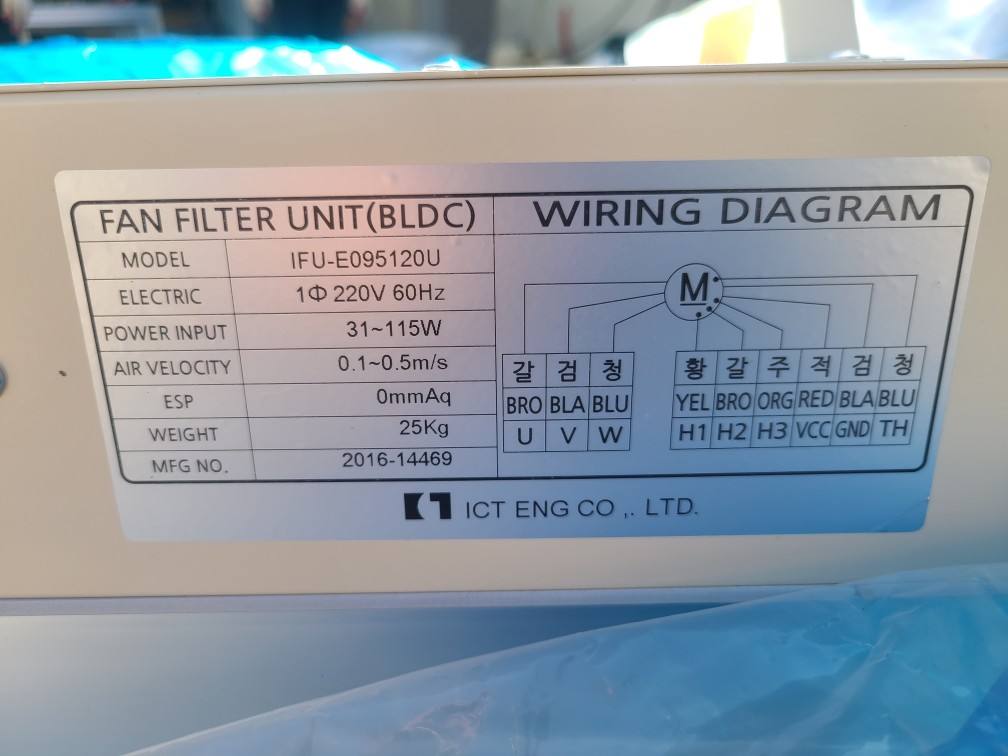 FAN FILTER UNIT(BLDC)
MODEL IFU-E095120U
ELECTRIC 1Φ 220V 60Hz
POWER INPUT 31~115W
AIR VELOCITY 0.1~0.5m/s
ESP 0mmAq
WEIGHT 25Kg
MFG NO. 2016-14469
WIRING DIAGRAM
M
갈 검 청
BRO BLA BLU
U V W
황 갈 주 적 검 청
YEL BRO ORG RED BLA BLU
H1 H2 H3 VCC GND TH
ICT ENG CO ,. LTD.